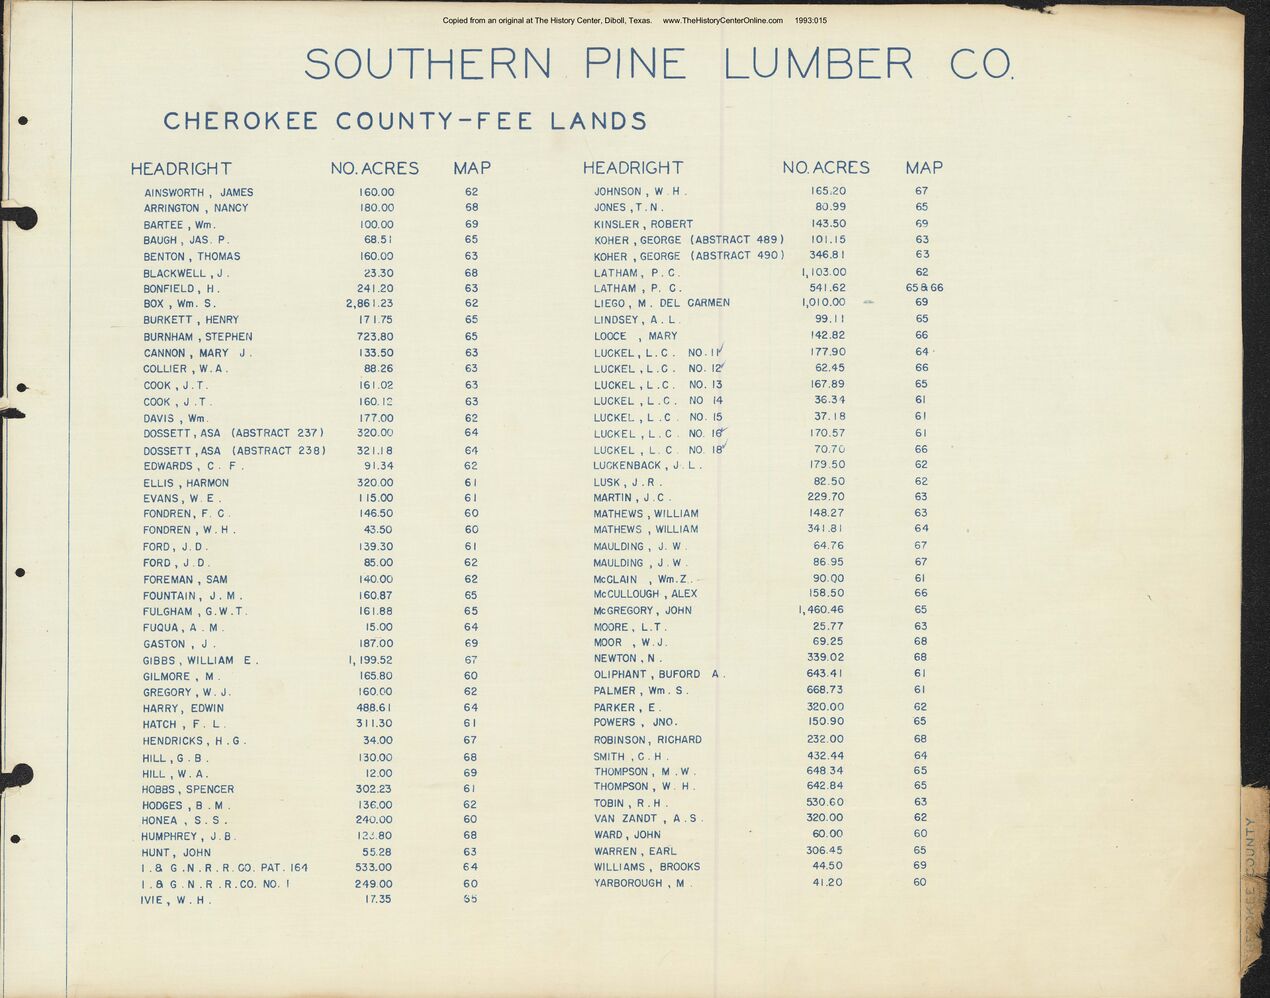 Copied from an original at The History Center, Diboll, Texas. www.TheHistoryCenterOnline.com 1993:015
SOUTHERN PINE LUMBER CO.
CHEROKEE COUNTY-FEE LANDS
HEADRIGHT NO. ACRES MAP
AINSWORTH, JAMES 160.00 62
ARRINGTON, NANCY 180.00 68
BARTEE, Wm. 100.00 69
BAUGH, JAS. P. 68.51 65
BENTON, THOMAS 160.00 63
BLACKWELL, J. 23.30 68
BONFIELD, H. 241.20 63
BOX, Wm. S. 2,861.23 62
BURKETT, HENRY 171.75 65
BURNHAM, STEPHEN 723.80 65
CANNON, MARY J. 133.50 63
COLLIER, W.A. 88.26 63
COOK, J.T. 161.02 63
COOK, J.T. 160.12 63
DAVIS, Wm. 177.00 62
DOSSETT, ASA (ABSTRACT 237) 320.00 64
DOSSETT, ASA (ABSTRACT 238) 321.18 64
EDWARDS, C. F. 91.34 62
ELLIS, HARMON 320.00 61
EVANS, W. E. 115.00 61
FONDREN, F. C. 146.50 60
FONDREN, W.H. 43.50 60
FORD, J.D. 139.30 61
FORD, J.D. 85.00 62
FOREMAN, SAM 140.00 62
FOUNTAIN, J.M. 160.87 65
FULGHAM, G.W.T. 161.88 65
FUQUA, A.M. 15.00 64
GASTON, J. 187.00 69
GIBBS, WILLIAM E. 1,199.52 67
GILMORE, M. 165.80 60
GREGORY, W.J. 160.00 62
HARRY, EDWIN 488.61 64
HATCH, F. L. 311.30 61
HENDRICKS, H.G. 34.00 67
HILL, G.B. 130.00 68
HILL, W.A. 12.00 69
HOBBS, SPENCER 302.23 61
HODGES, B.M. 136.00 62
HONEA, S.S. 240.00 60
HUMPHREY, J.B. 68
HUNT, JOHN 55.28 63
I. & G.N.R.R.CO. PAT. 164 533.00 64
I. & G.N.R.R.CO. NO. 1 249.00 60
IVIE, W.H. 17.35
HEADRIGHT NO. ACRES MAP
JOHNSON, W.H. 165.20 67
JONES, T.N. 80.99 65
KINSLER, ROBERT 143.50 69
KOHER, GEORGE (ABSTRACT 489) 101.15 63
KOHER, GEORGE (ABSTRACT 490) 346.81 63
LATHAM, P.C. 1,103.00 62
LATHAM, P. C. 541.62 65&66
LIEGO, M. DEL CARMEN 1,010.00 69
LINDSEY, A.L. 99.11 65
LOOCE, MARY 142.82 66
LUCKEL, L.C. NO. 11 177.90 64
LUCKEL, L.C. NO. 12 62.45 66
LUCKEL, L.C. NO. 13 167.89 65
LUCKEL, L.C. NO 14 36.34 61
LUCKEL, L.C. NO. 15 37.18 61
LUCKEL, L.C. NO. 16 170.57 61
LUCKEL, L.C. NO. 18 70.70 66
LUCKENBACK, J.L. 179.50 62
LUSK, J.R. 82.50 62
MARTIN, J.C. 229.70 63
MATHEWS, WILLIAM 148.27 63
MATHEWS, WILLIAM 341.81 64
MAULDING, J.W. 64.76 67
MAULDING, J.W. 86.95 67
McCLAIN, Wm.Z. 90.00 61
McCULLOUGH, ALEX 158.50 66
McGREGORY, JOHN 1,460.46 65
MOORE, L.T. 25.77 63
MOOR, W.J. 69.25 68
NEWTON, N. 339.02 68
OLIPHANT, BUFORD A. 643.41 61
PALMER, Wm. S. 668.73 61
PARKER, E. 320.00 62
POWERS, JNO. 150.90 65
ROBINSON, RICHARD 232.00 68
SMITH, C.H. 432.44 64
THOMPSON, M.W. 648.34 65
THOMPSON, W.H. 642.84 65
TOBIN, R.H. 530.60 63
VAN ZANDT, A.S. 320.00 62
WARD, JOHN 60.00 60
WARREN, EARL 306.45 65
WILLIAMS, BROOKS 44.50 69
YARBOROUGH, M. 41.20 60
CHEROKEE COUNTY